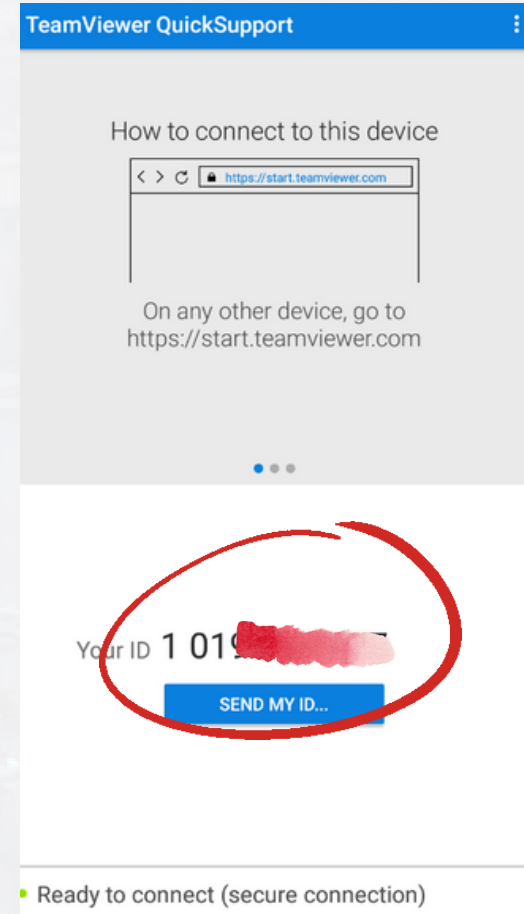 TeamViewer QuickSupport
How to connect to this device
https://start.teamviewer.com
On any other device, go to
https://start.teamviewer.com
Your ID 1 019
SEND MY ID...
Ready to connect (secure connection)